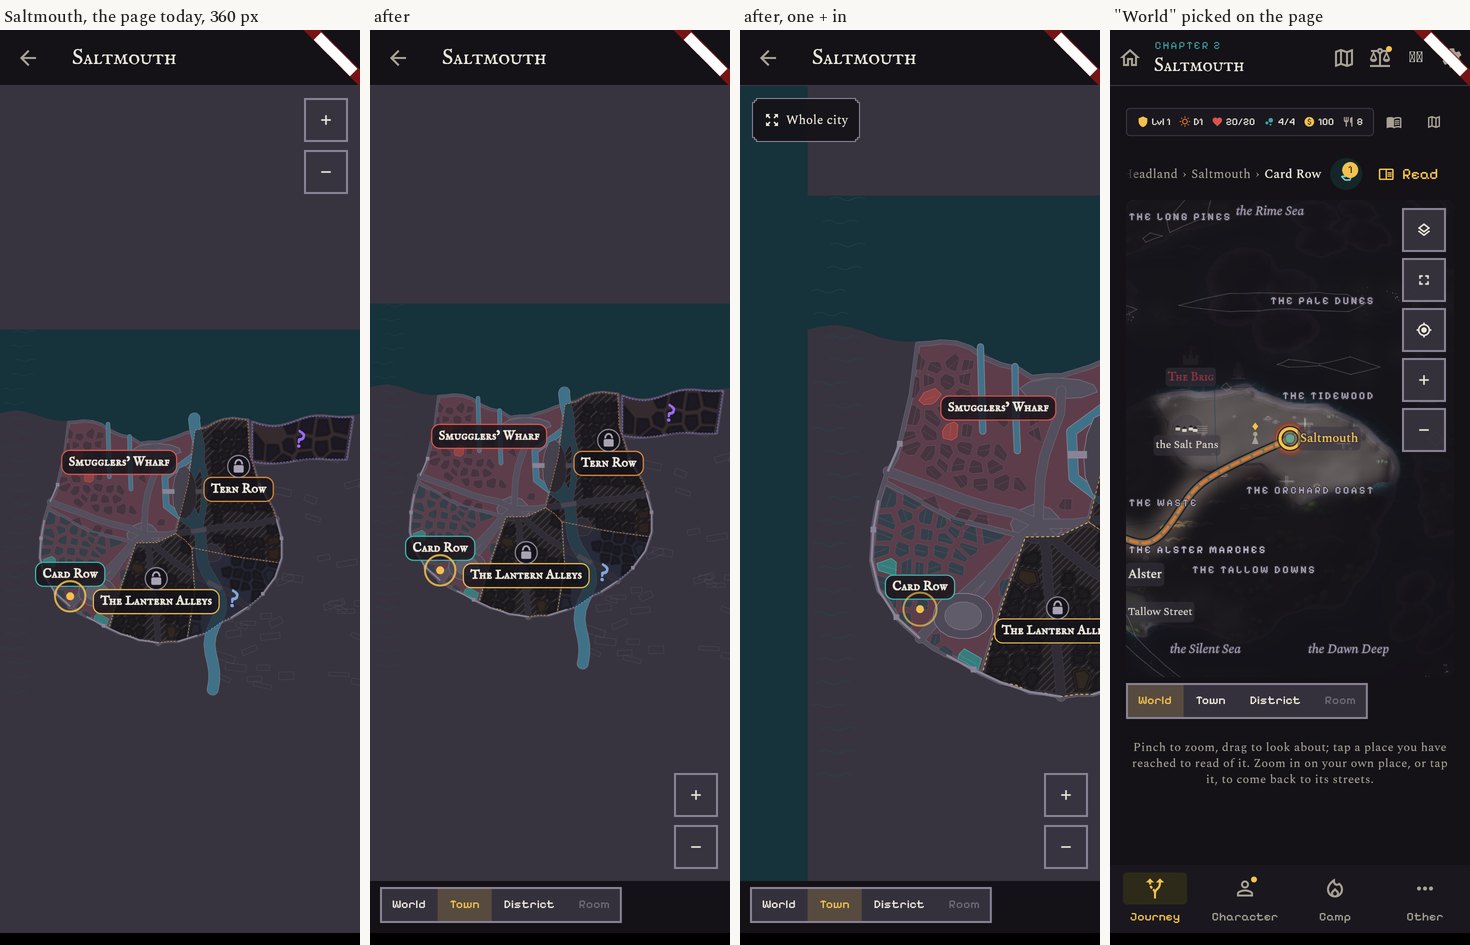 Saltmouth, the page today, 360 px
Saltmouth
+
−
Smugglers' Wharf
?
Tern Row
Card Row
The Lantern Alleys
?
after
Saltmouth
Smugglers' Wharf
?
Tern Row
Card Row
The Lantern Alleys
?
+
−
World Town District Room
after, one + in
Saltmouth
Whole city
Smugglers' Wharf
Card Row
The Lantern Alle
+
−
World Town District Room
"World" picked on the page
CHAPTER 2
Saltmouth
Lvl 1 D1 20/20 4/4 100 8
eadland › Saltmouth › Card Row 1 Read
THE LONG PINES the Rime Sea
THE PALE DUNES
The Brig
THE TIDEWOOD
the Salt Pans
Saltmouth
THE ORCHARD COAST
THE WASTE
THE ALSTER MARCHES
Alster
THE TALLOW DOWNS
Tallow Street
the Silent Sea the Dawn Deep
+
−
World Town District Room
Pinch to zoom, drag to look about; tap a place you have
reached to read of it. Zoom in on your own place, or tap
it, to come back to its streets.
Journey Character Camp Other